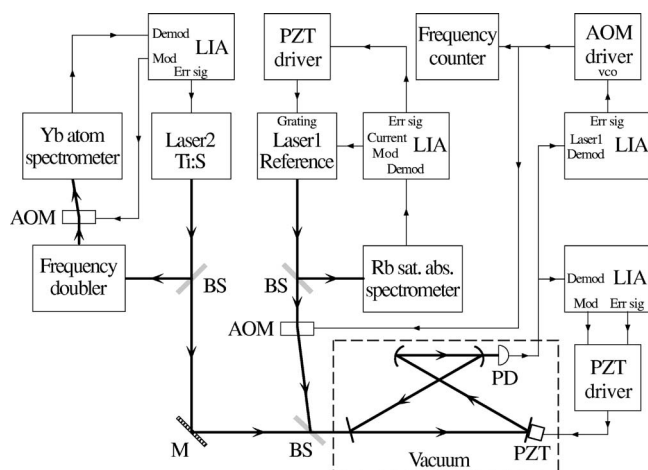 Demod
LIA
Mod
Err sig
PZT
driver
Frequency
counter
AOM
driver
vco
Yb atom
spectrometer
Laser2
Ti:S
Grating
Laser1
Reference
Err sig
Current
LIA
Mod
Demod
Err sig
Laser1
LIA
Demod
AOM
Frequency
doubler
BS
BS
Rb sat. abs.
spectrometer
Demod
LIA
Mod
Err sig
AOM
PD
PZT
driver
M
BS
Vacuum
PZT